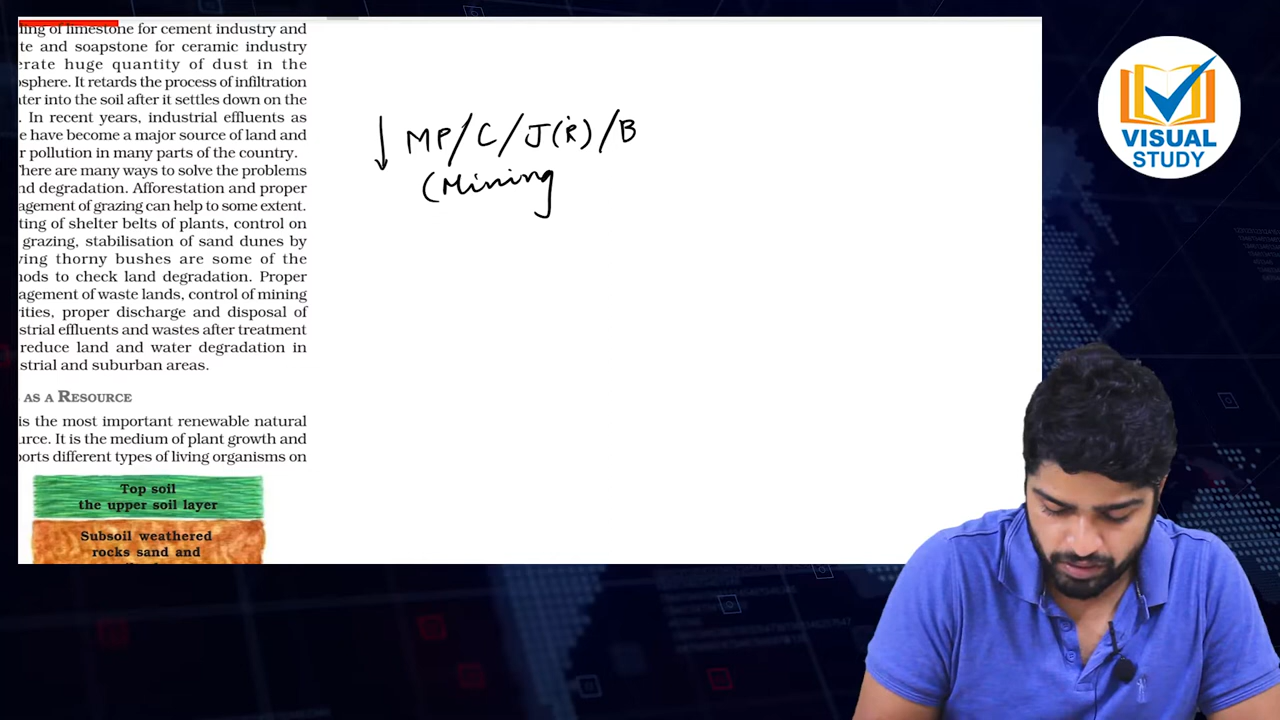 ling of limestone for cement industry and
te and soapstone for ceramic industry
erate huge quantity of dust in the
osphere. It retards the process of infiltration
ater into the soil after it settles down on the
. In recent years, industrial effluents as
e have become a major source of land and
r pollution in many parts of the country.
here are many ways to solve the problems
nd degradation. Afforestation and proper
agement of grazing can help to some extent.
ting of shelter belts of plants, control on
grazing, stabilisation of sand dunes by
ving thorny bushes are some of the
hods to check land degradation. Proper
agement of waste lands, control of mining
rities, proper discharge and disposal of
strial effluents and wastes after treatment
reduce land and water degradation in
strial and suburban areas.
AS A RESOURCE
is the most important renewable natural
urce. It is the medium of plant growth and
ports different types of living organisms on
Top soil
the upper soil layer
Subsoil weathered
rocks sand and
↓ MP/C/J(R)/B
(Mining
VISUAL
STUDY